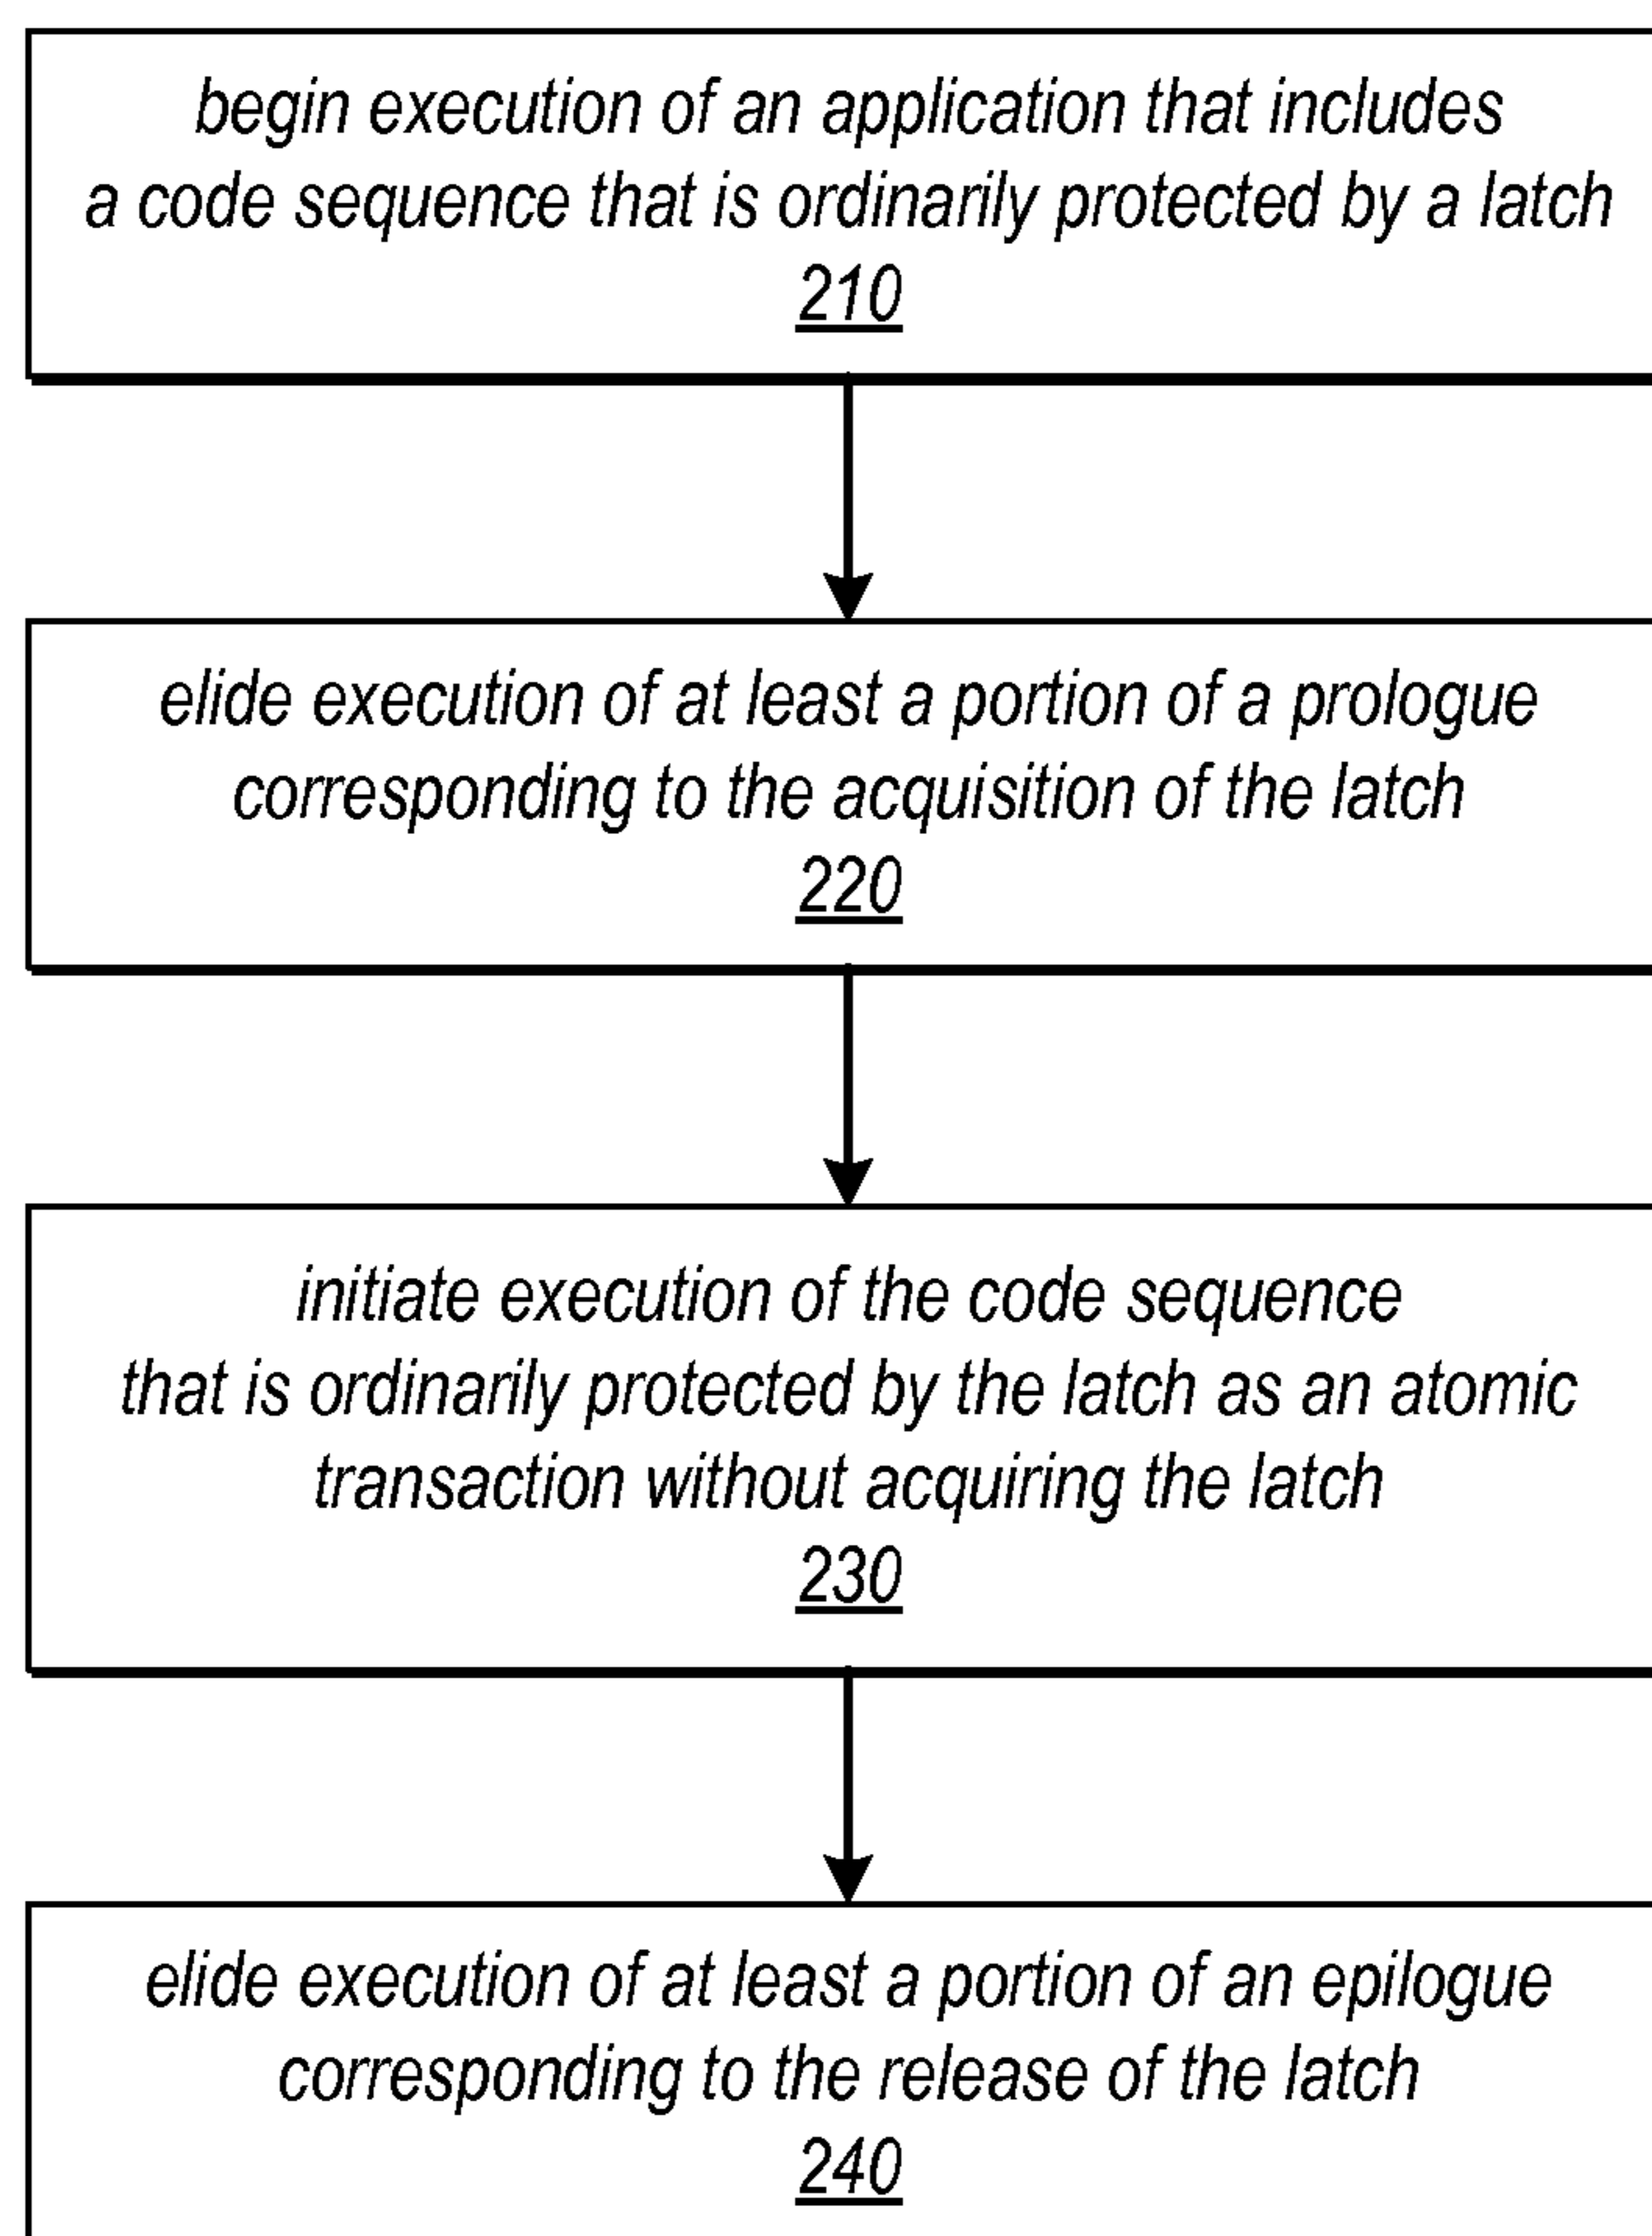 begin execution of an application that includes
a code sequence that is ordinarily protected by a latch
210
elide execution of at least a portion of a prologue
corresponding to the acquisition of the latch
220
initiate execution of the code sequence
that is ordinarily protected by the latch as an atomic
transaction without acquiring the latch
230
elide execution of at least a portion of an epilogue
corresponding to the release of the latch
240